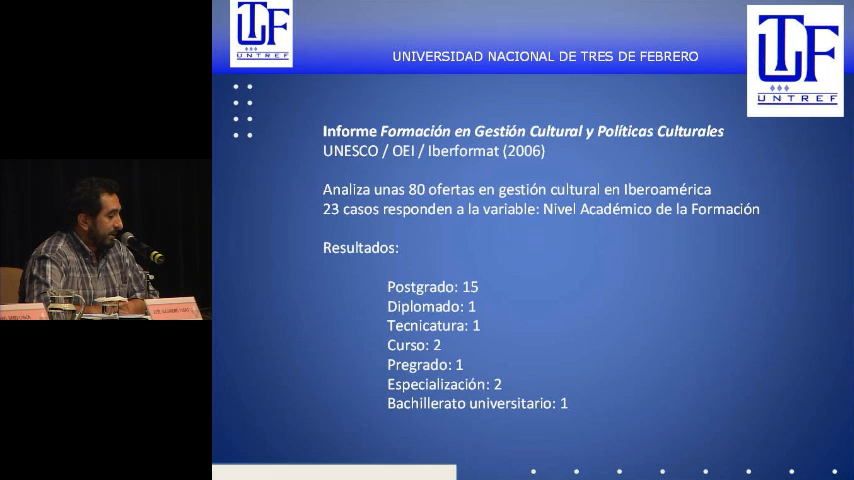 UNTREF
UNIVERSIDAD NACIONAL DE TRES DE FEBRERO
UNTREF
Informe Formación en Gestión Cultural y Políticas Culturales
UNESCO / OEI / Iberformat (2006)
Analiza unas 80 ofertas en gestión cultural en Iberoamérica
23 casos responden a la variable: Nivel Académico de la Formación
Resultados:
Postgrado: 15
Diplomado: 1
Tecnicatura: 1
Curso: 2
Pregrado: 1
Especialización: 2
Bachillerato universitario: 1